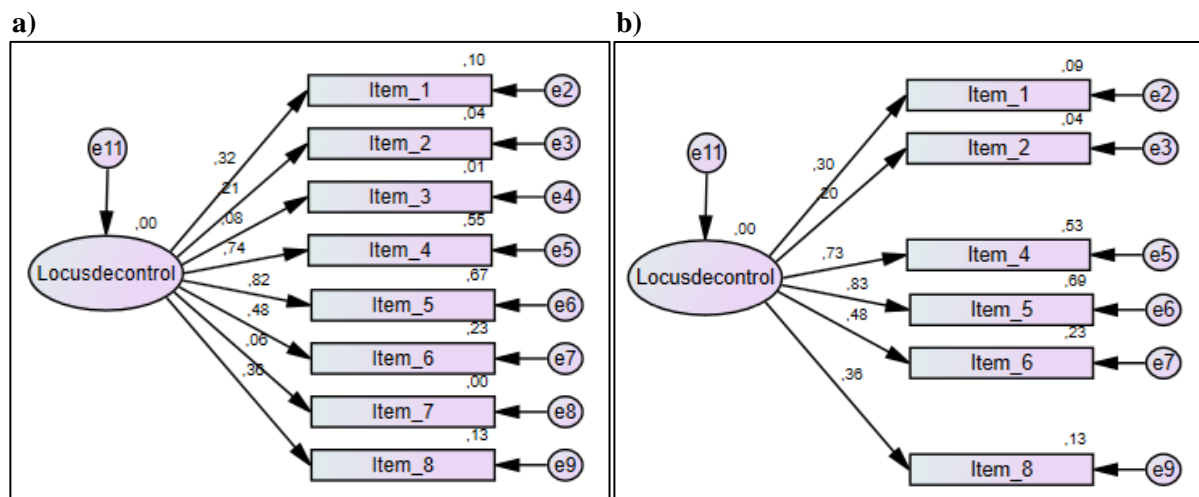 a)
,10
Item_1
e2
,04
Item_2
e3
e11
,32
,01
,21
Item_3
e4
,00
,08
,55
,74
Item_4
e5
Locusdecontrol
,67
,82
Item_5
e6
,48
,23
,06
Item_6
e7
,36
,00
Item_7
e8
,13
Item_8
e9
b)
,09
Item_1
e2
,04
Item_2
e3
e11
,30
,20
,00
,53
,73
Item_4
e5
Locusdecontrol
,69
,83
Item_5
e6
,48
,23
Item_6
e7
,36
,13
Item_8
e9